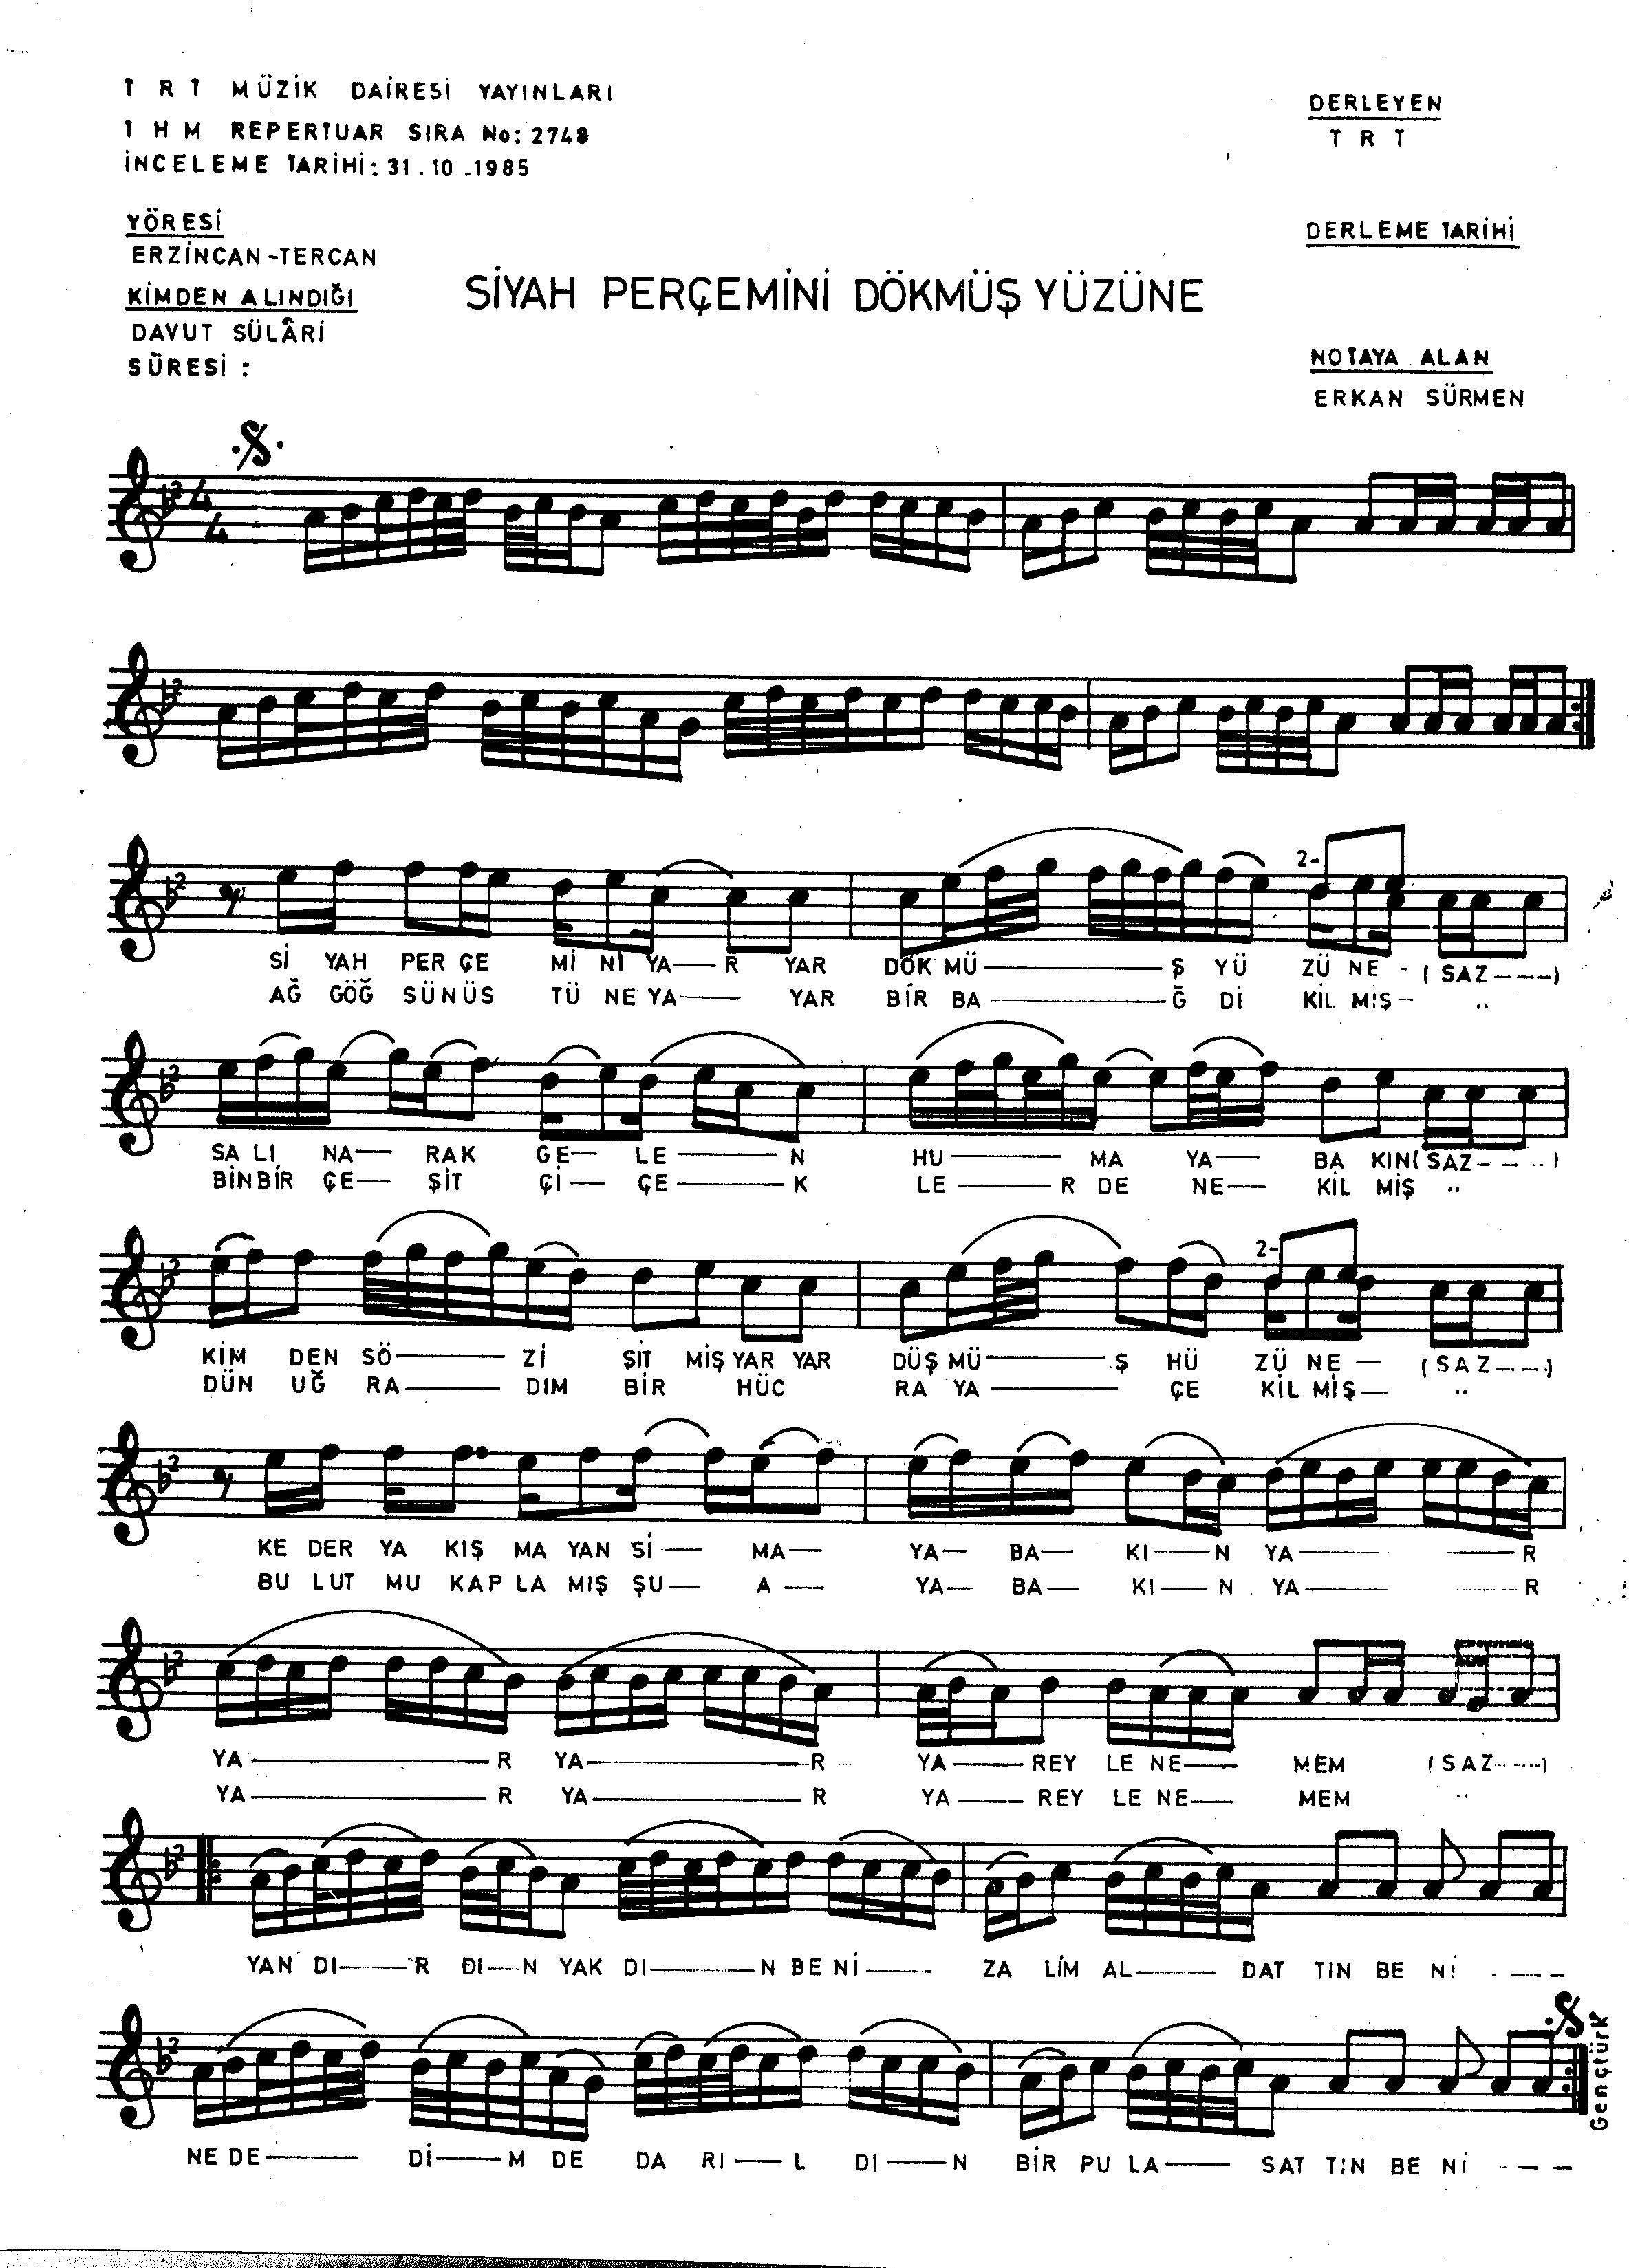 T R T MÜZİK DAİRESİ YAYINLARI
T H M REPERTUAR SIRA No: 2748
İNCELEME TARİHİ: 31.10.1985
DERLEYEN
T R T
YÖRESİ
ERZİNCAN-TERCAN
KİMDEN ALINDIĞI
DAVUT SÜLÂRİ
SÜRESİ :
SİYAH PERÇEMİNİ DÖKMÜŞ YÜZÜNE
DERLEME TARİHİ
NOTAYA ALAN
ERKAN SÜRMEN
Sİ YAH PER ÇE Mİ Nİ YA—R YAR DÖK MÜ———Ş YÜ ZÜ NE - (SAZ---)
AĞ GÖĞ SÜNÜS TÜ NE YA—— YAR BİR BA ———Ğ Dİ KİL MİŞ— ..
SA LI NA— RAK GE— LE ———N HU——— MA YA—— BA KIN(SAZ----)
BİNBİR ÇE— ŞİT Çİ— ÇE———K LE ———R DE NE—— KİL MİŞ ..
KİM DEN SÖ——— Zİ ŞİT MİŞ YAR YAR DÜŞ MÜ———Ş HÜ ZÜ NE — (SAZ---)
DÜN UĞ RA——— DIM BİR HÜC RA YA ——— ÇE KİL MİŞ— ..
KE DER YA KIŞ MA YAN Sİ— MA— YA— BA— KI——N YA——— ——R
BU LUT MU KAP LA MIŞ ŞU— A — YA— BA— KI—— N YA——— ——R
YA ————R YA————R YA——REY LE NE—— MEM (SAZ----)
YA————R YA————R YA——REY LE NE—— MEM ..
YAN DI——R DI—N YAK DI———N BE Nİ—— ZA LİM AL—— DAT TIN BE Nİ . ---
NE DE——— Dİ——M DE DA RI——L DI——N BİR PU LA—— SAT TIN BE Nİ ---
Gençtürk